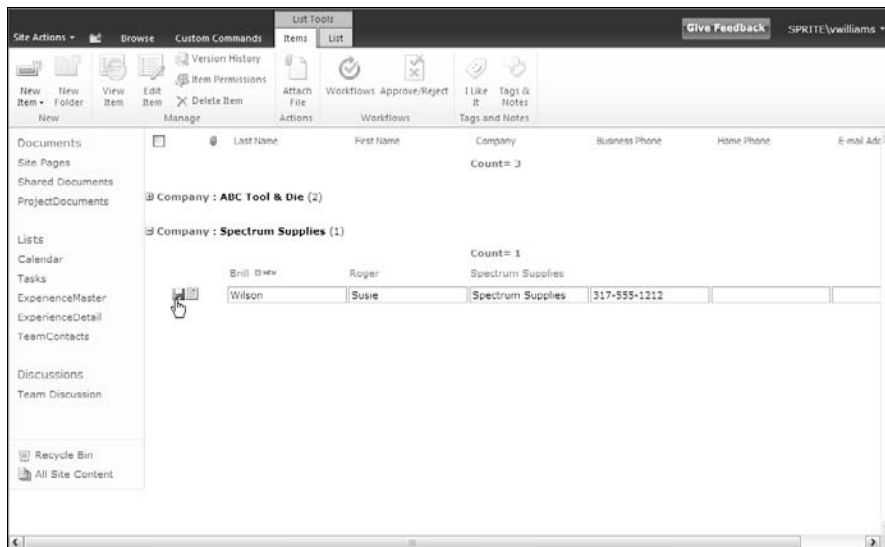 List Tools
Site Actions Browse Custom Commands Items List Give Feedback SPRITE\vwilliams
New Item New Folder View Item Edit Item Version History Item Permissions Delete Item Attach File Workflows Approve/Reject I Like It Tags & Notes
New Manage Actions Workflows Tags and Notes
Last Name First Name Company Business Phone Home Phone E-mail Add
Count= 3
Company : ABC Tool & Die (2)
Company : Spectrum Supplies (1)
Count= 1
Brill NEW Roger Spectrum Supplies
Wilson Susie Spectrum Supplies 317-555-1212
Documents
Site Pages
Shared Documents
ProjectDocuments
Lists
Calendar
Tasks
ExperienceMaster
ExperienceDetail
TeamContacts
Discussions
Team Discussion
Recycle Bin
All Site Content